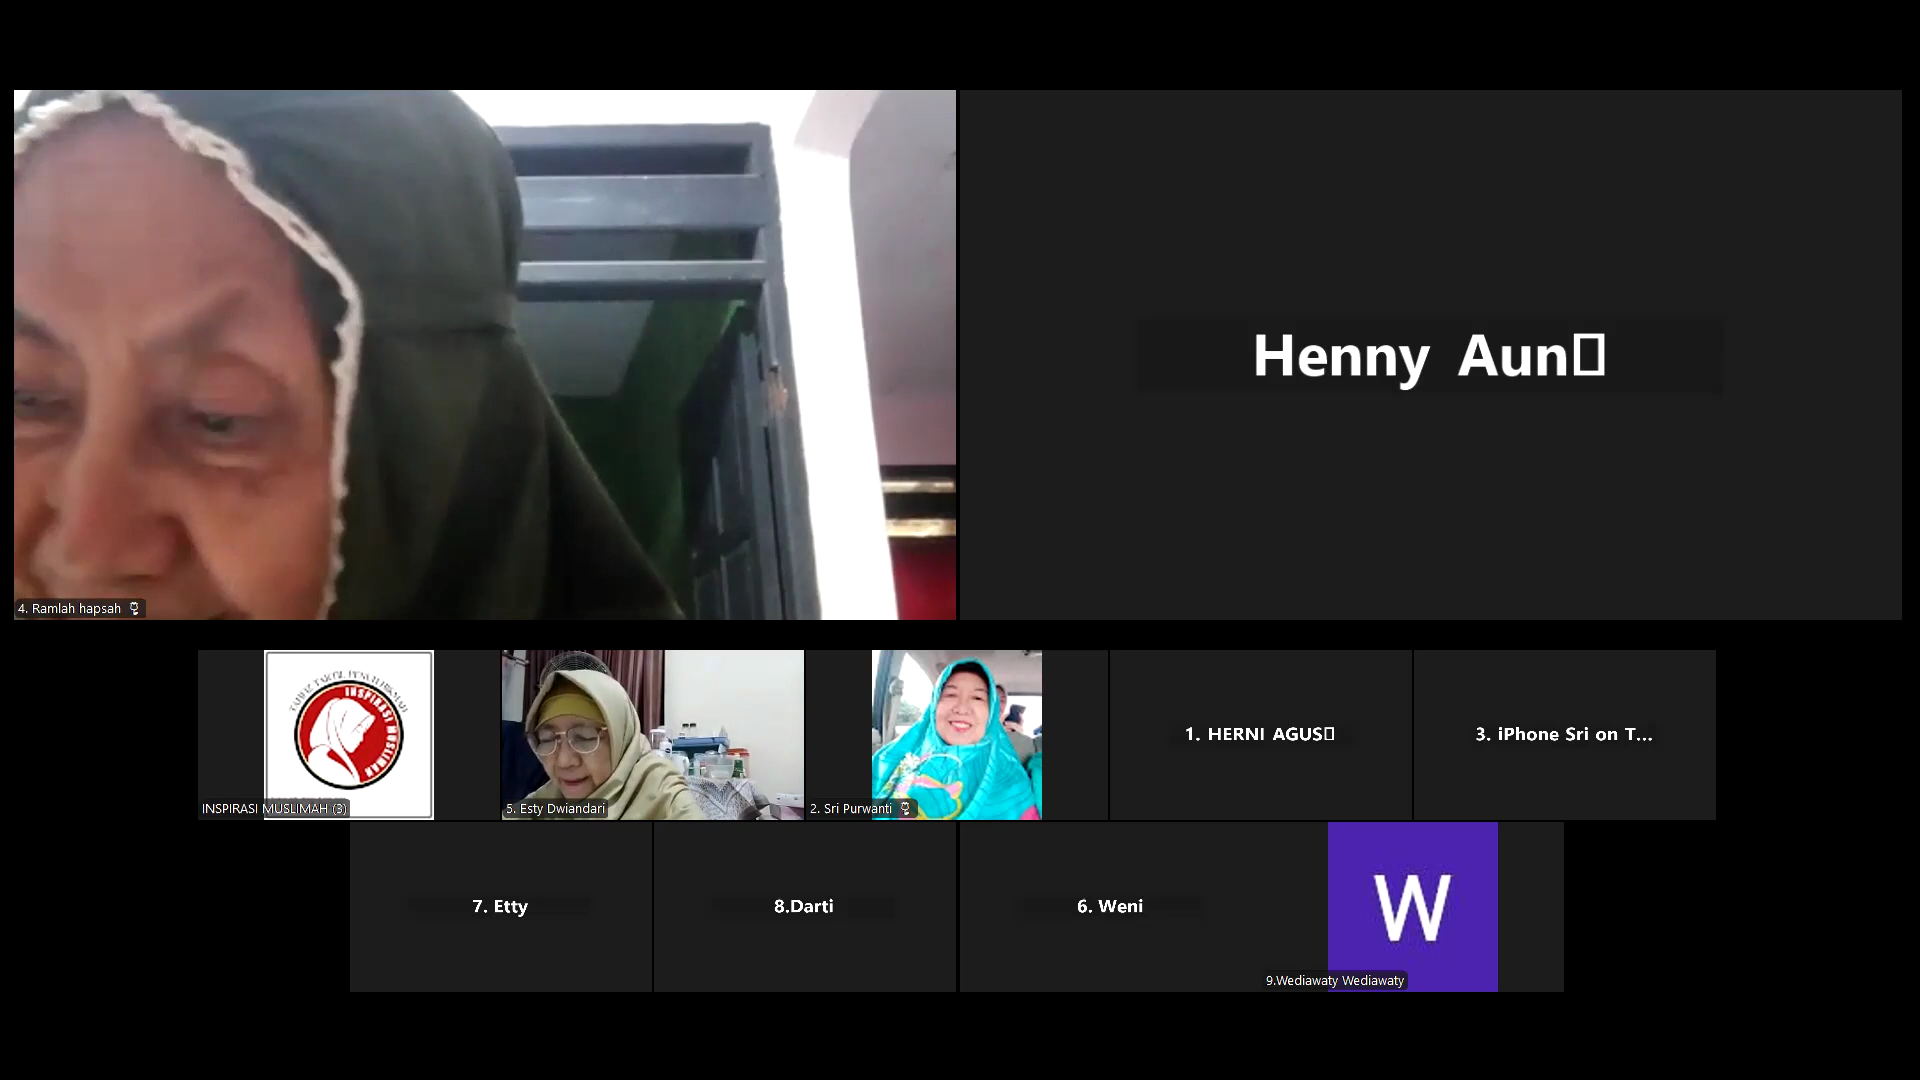 4. Ramlah hapsah
Henny Aun
INSPIRASI MUSLIMAH
INSPIRASI MUSLIMAH (3)
5. Esty Dwiandari
2. Sri Purwanti
1. HERNI AGUS
3. iPhone Sri on T...
7. Etty
8.Darti
6. Weni
W
9.Wediawaty Wediawaty